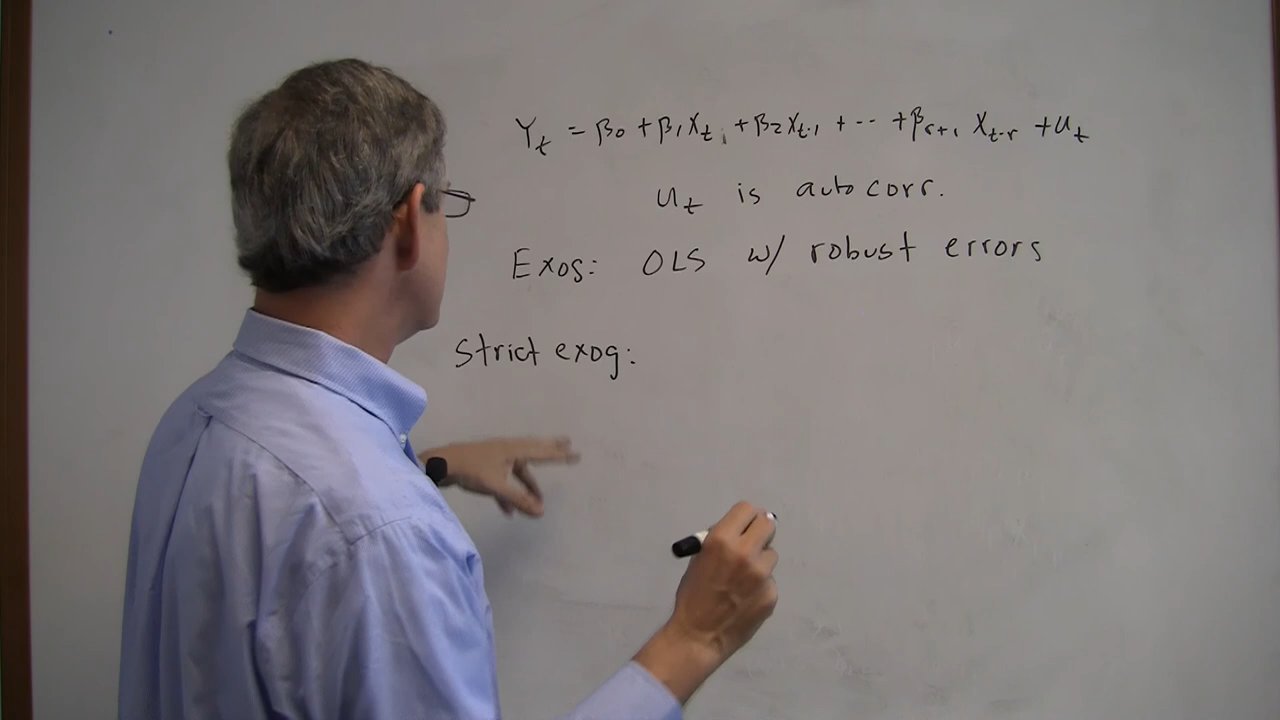 Yₜ = β₀ + β₁Xₜ + β₂Xₜ₋₁ + ··· + βᵣ₊₁ Xₜ₋ᵣ + uₜ
uₜ is autocorr.
Exog: OLS w/ robust errors
Strict exog: